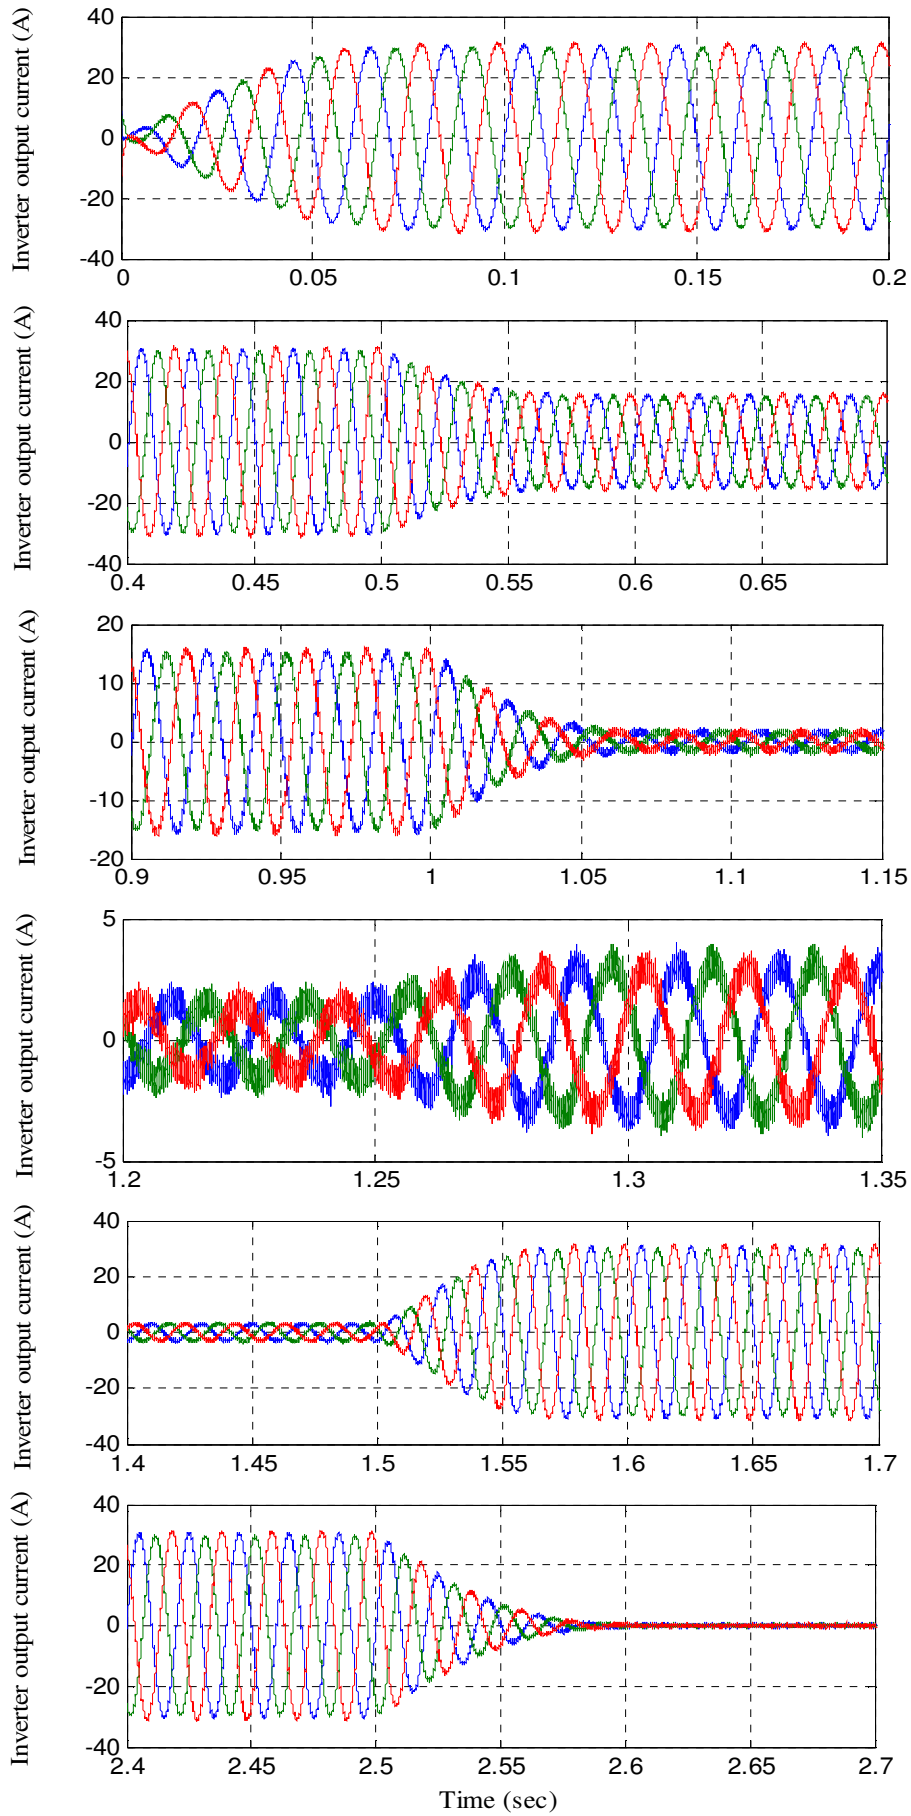 Inverter output current (A)
40
20
0
-20
-40
0 0.05 0.1 0.15 0.2
Inverter output current (A)
40
20
0
-20
-40
0.4 0.45 0.5 0.55 0.6 0.65
Inverter output current (A)
20
10
0
-10
-20
0.9 0.95 1 1.05 1.1 1.15
Inverter output current (A)
5
0
-5
1.2 1.25 1.3 1.35
Inverter output current (A)
40
20
0
-20
-40
1.4 1.45 1.5 1.55 1.6 1.65 1.7
Inverter output current (A)
40
20
0
-20
-40
2.4 2.45 2.5 2.55 2.6 2.65 2.7
Time (sec)